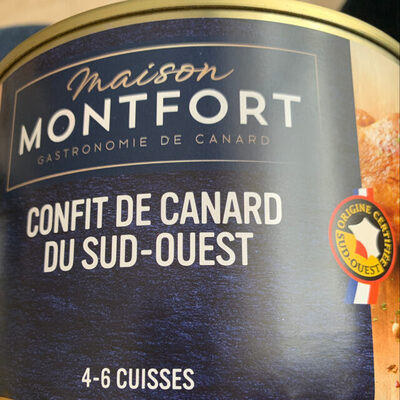 maison
MONTFORT
GASTRONOMIE DE CANARD
CONFIT DE CANARD
DU SUD-OUEST
ORIGINE CERTIFIÉE
SUD-OUEST
4-6 CUISSES